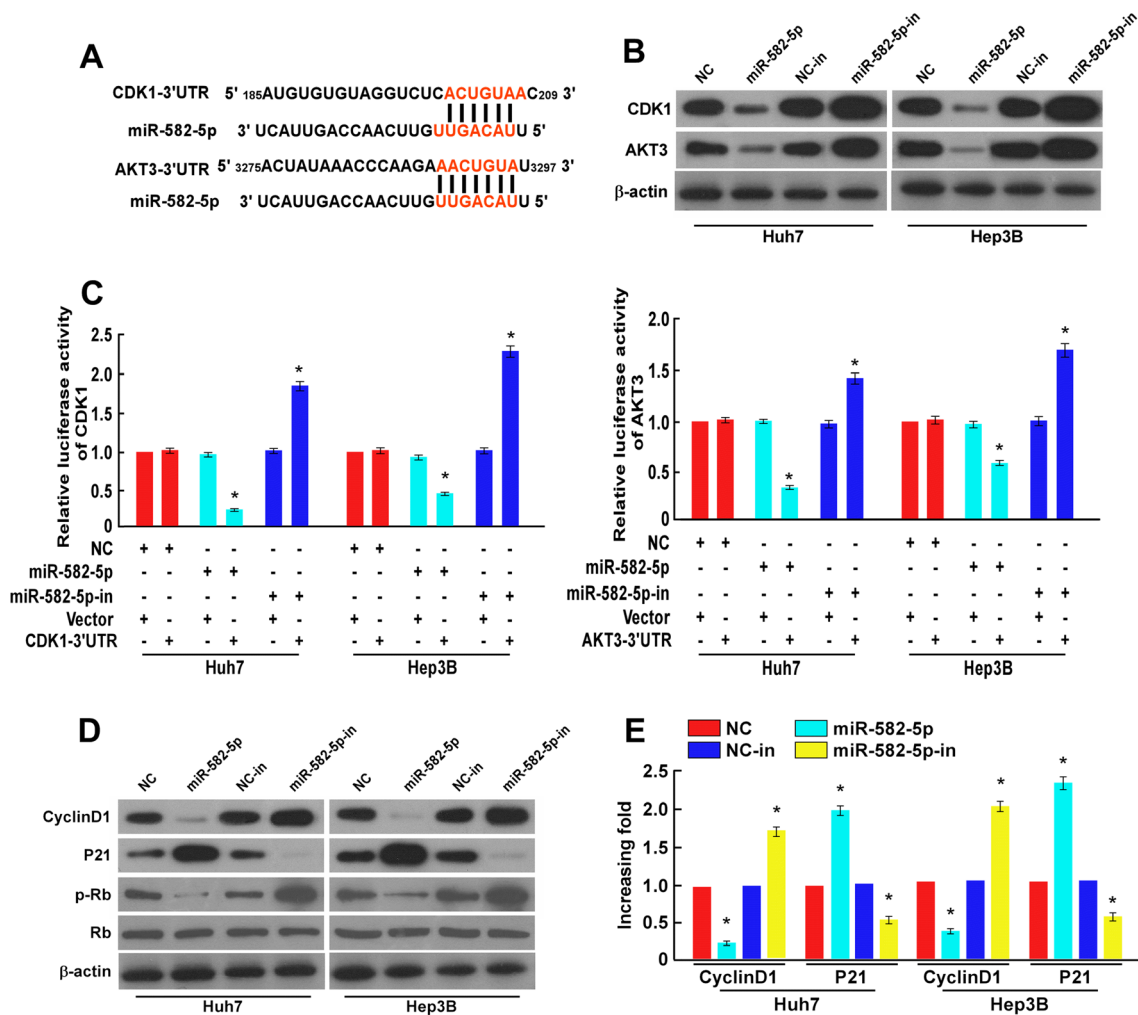 A
CDK1-3'UTR 5' 185AUGUGUGUAGGUCUCACUGUAAC209 3'
miR-582-5p 3' UCAUUGACCAACUUGUUGACAUU 5'
AKT3-3'UTR 5' 3275ACUAUAAACCCAAGAAACUGUAU3297 3'
miR-582-5p 3' UCAUUGACCAACUUGUUGACAUU 5'
B
NC miR-582-5p NC-in miR-582-5p-in NC miR-582-5p NC-in miR-582-5p-in
CDK1
AKT3
β-actin
Huh7 Hep3B
C
Relative luciferase activity
of CDK1
2.5
2.0
1.5
1.0
0.5
0
* * * *
NC + + - - - - + + - - - -
miR-582-5p - - + + - - - - + + - -
miR-582-5p-in - - - - + + - - - - + +
Vector + - + - + - + - + - + -
CDK1-3'UTR - + - + - + - + - + - +
Huh7 Hep3B
Relative luciferase activity
of AKT3
2.0
1.5
1.0
0.5
0
* * * *
NC + + - - - - + + - - - -
miR-582-5p - - + + - - - - + + - -
miR-582-5p-in - - - - + + - - - - + +
Vector + - + - + - + - + - + -
AKT3-3'UTR - + - + - + - + - + - +
Huh7 Hep3B
D
NC miR-582-5p NC-in miR-582-5p-in NC miR-582-5p NC-in miR-582-5p-in
CyclinD1
P21
p-Rb
Rb
β-actin
Huh7 Hep3B
E
NC miR-582-5p
NC-in miR-582-5p-in
Increasing fold
2.5
2.0
1.5
1.0
0.5
0
* * * * * * * *
CyclinD1 P21 CyclinD1 P21
Huh7 Hep3B